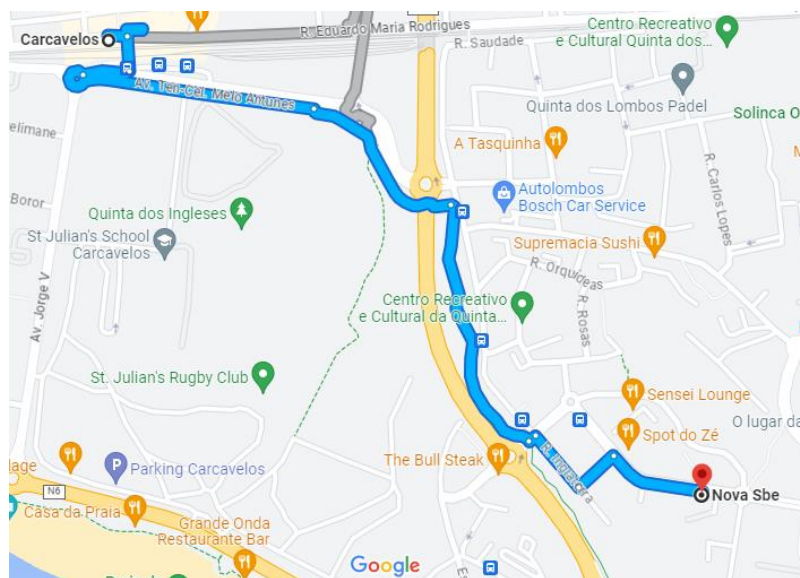 Carcavelos
R. Eduardo Maria Rodrigues
R. Saudade
Centro Recreativo
e Cultural Quinta dos...
Av. Ten-Cel. Melo Antunes
Quinta dos Lombos Padel
Solinca O
elimane
A Tasquinha
M
R. Carlos Lopes
Autolombos
Bosch Car Service
Boror
Quinta dos Ingleses
St Julian's School
Carcavelos
Supremacia Sushi
R. Orquídeas
Av. Jorge V
Centro Recreativo
e Cultural da Quinta...
R. Rosas
St. Julian's Rugby Club
Sensei Lounge
O lugar da
Spot do Zé
lage
P
Parking Carcavelos
The Bull Steak
R. Inglaterra
N6
Nova Sbe
Casa da Praia
Grande Onda
Restaurante Bar
Google